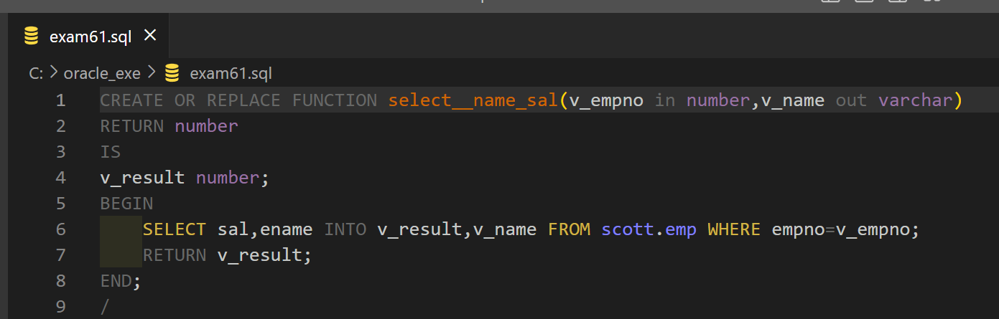 exam61.sql ×
C: > oracle_exe > exam61.sql
1 CREATE OR REPLACE FUNCTION select__name_sal(v_empno in number,v_name out varchar)
2 RETURN number
3 IS
4 v_result number;
5 BEGIN
6     SELECT sal,ename INTO v_result,v_name FROM scott.emp WHERE empno=v_empno;
7     RETURN v_result;
8 END;
9 /